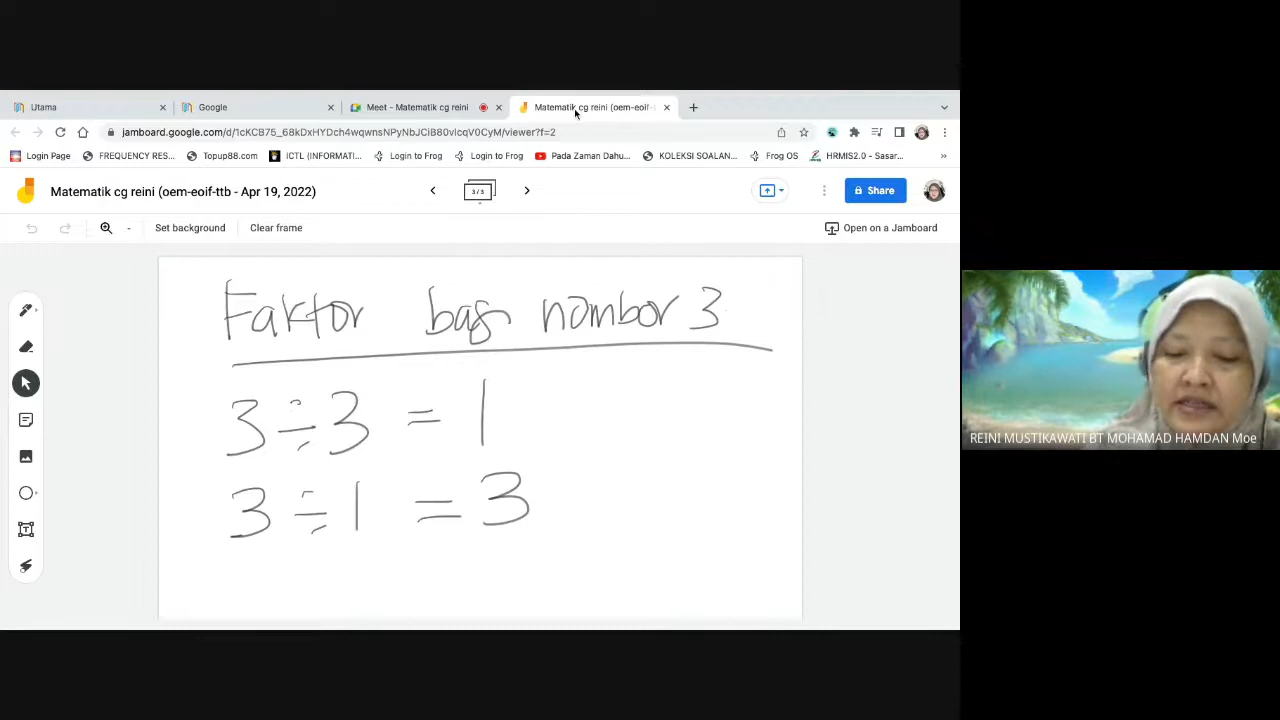 Utama
Google
Meet - Matematik cg reini
Matematik cg reini (oem-eoif-
jamboard.google.com/d/1cKCB75_68kDxHYDch4wqwnsNPyNbJCiB80vlcqV0CyM/viewer?f=2
Login Page
FREQUENCY RES...
Topup88.com
ICTL (INFORMATI...
Login to Frog
Login to Frog
Pada Zaman Dahu...
KOLEKSI SOALAN...
Frog OS
HRMIS2.0 - Sasar...
»
Matematik cg reini (oem-eoif-ttb - Apr 19, 2022)
3 / 3
Share
Set background
Clear frame
Open on a Jamboard
Faktor bagi nombor 3
3 ÷ 3 = 1
3 ÷ 1 = 3
REINI MUSTIKAWATI BT MOHAMAD HAMDAN Moe